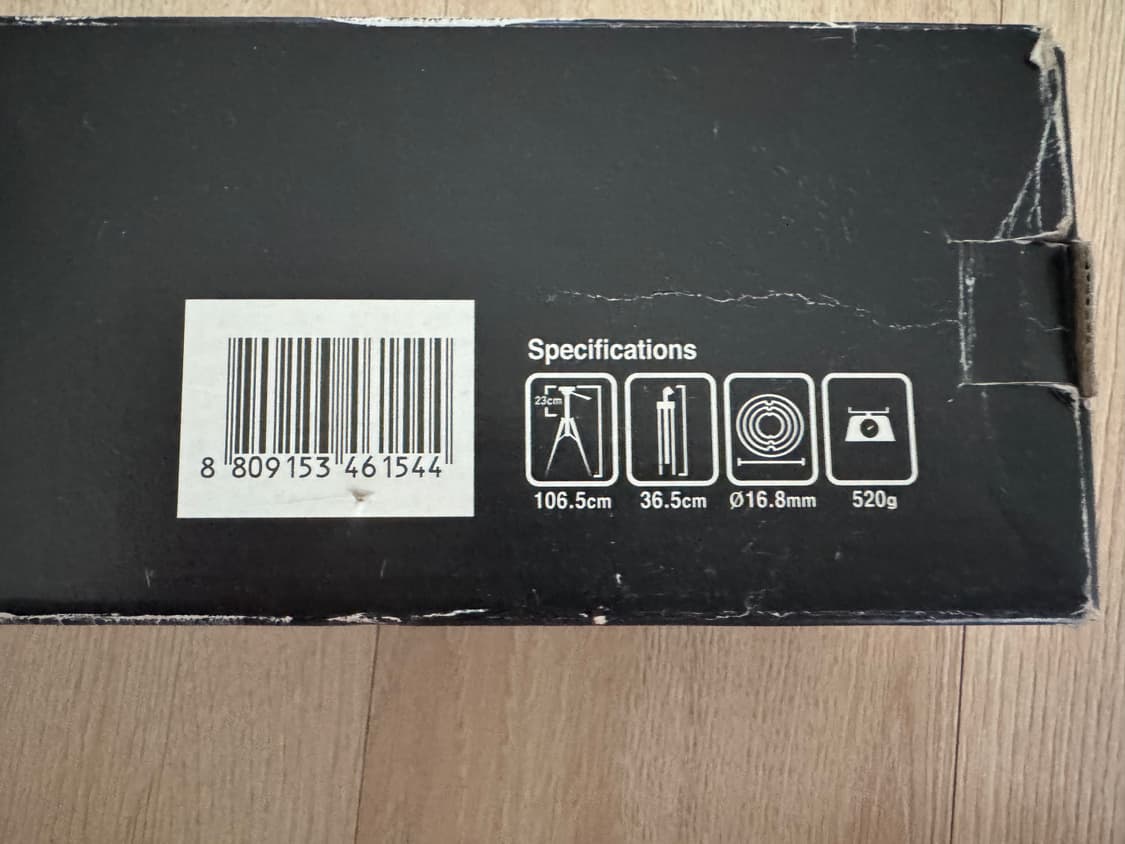 8 809153 461544
Specifications
23cm
106.5cm 36.5cm Ø16.8mm 520g